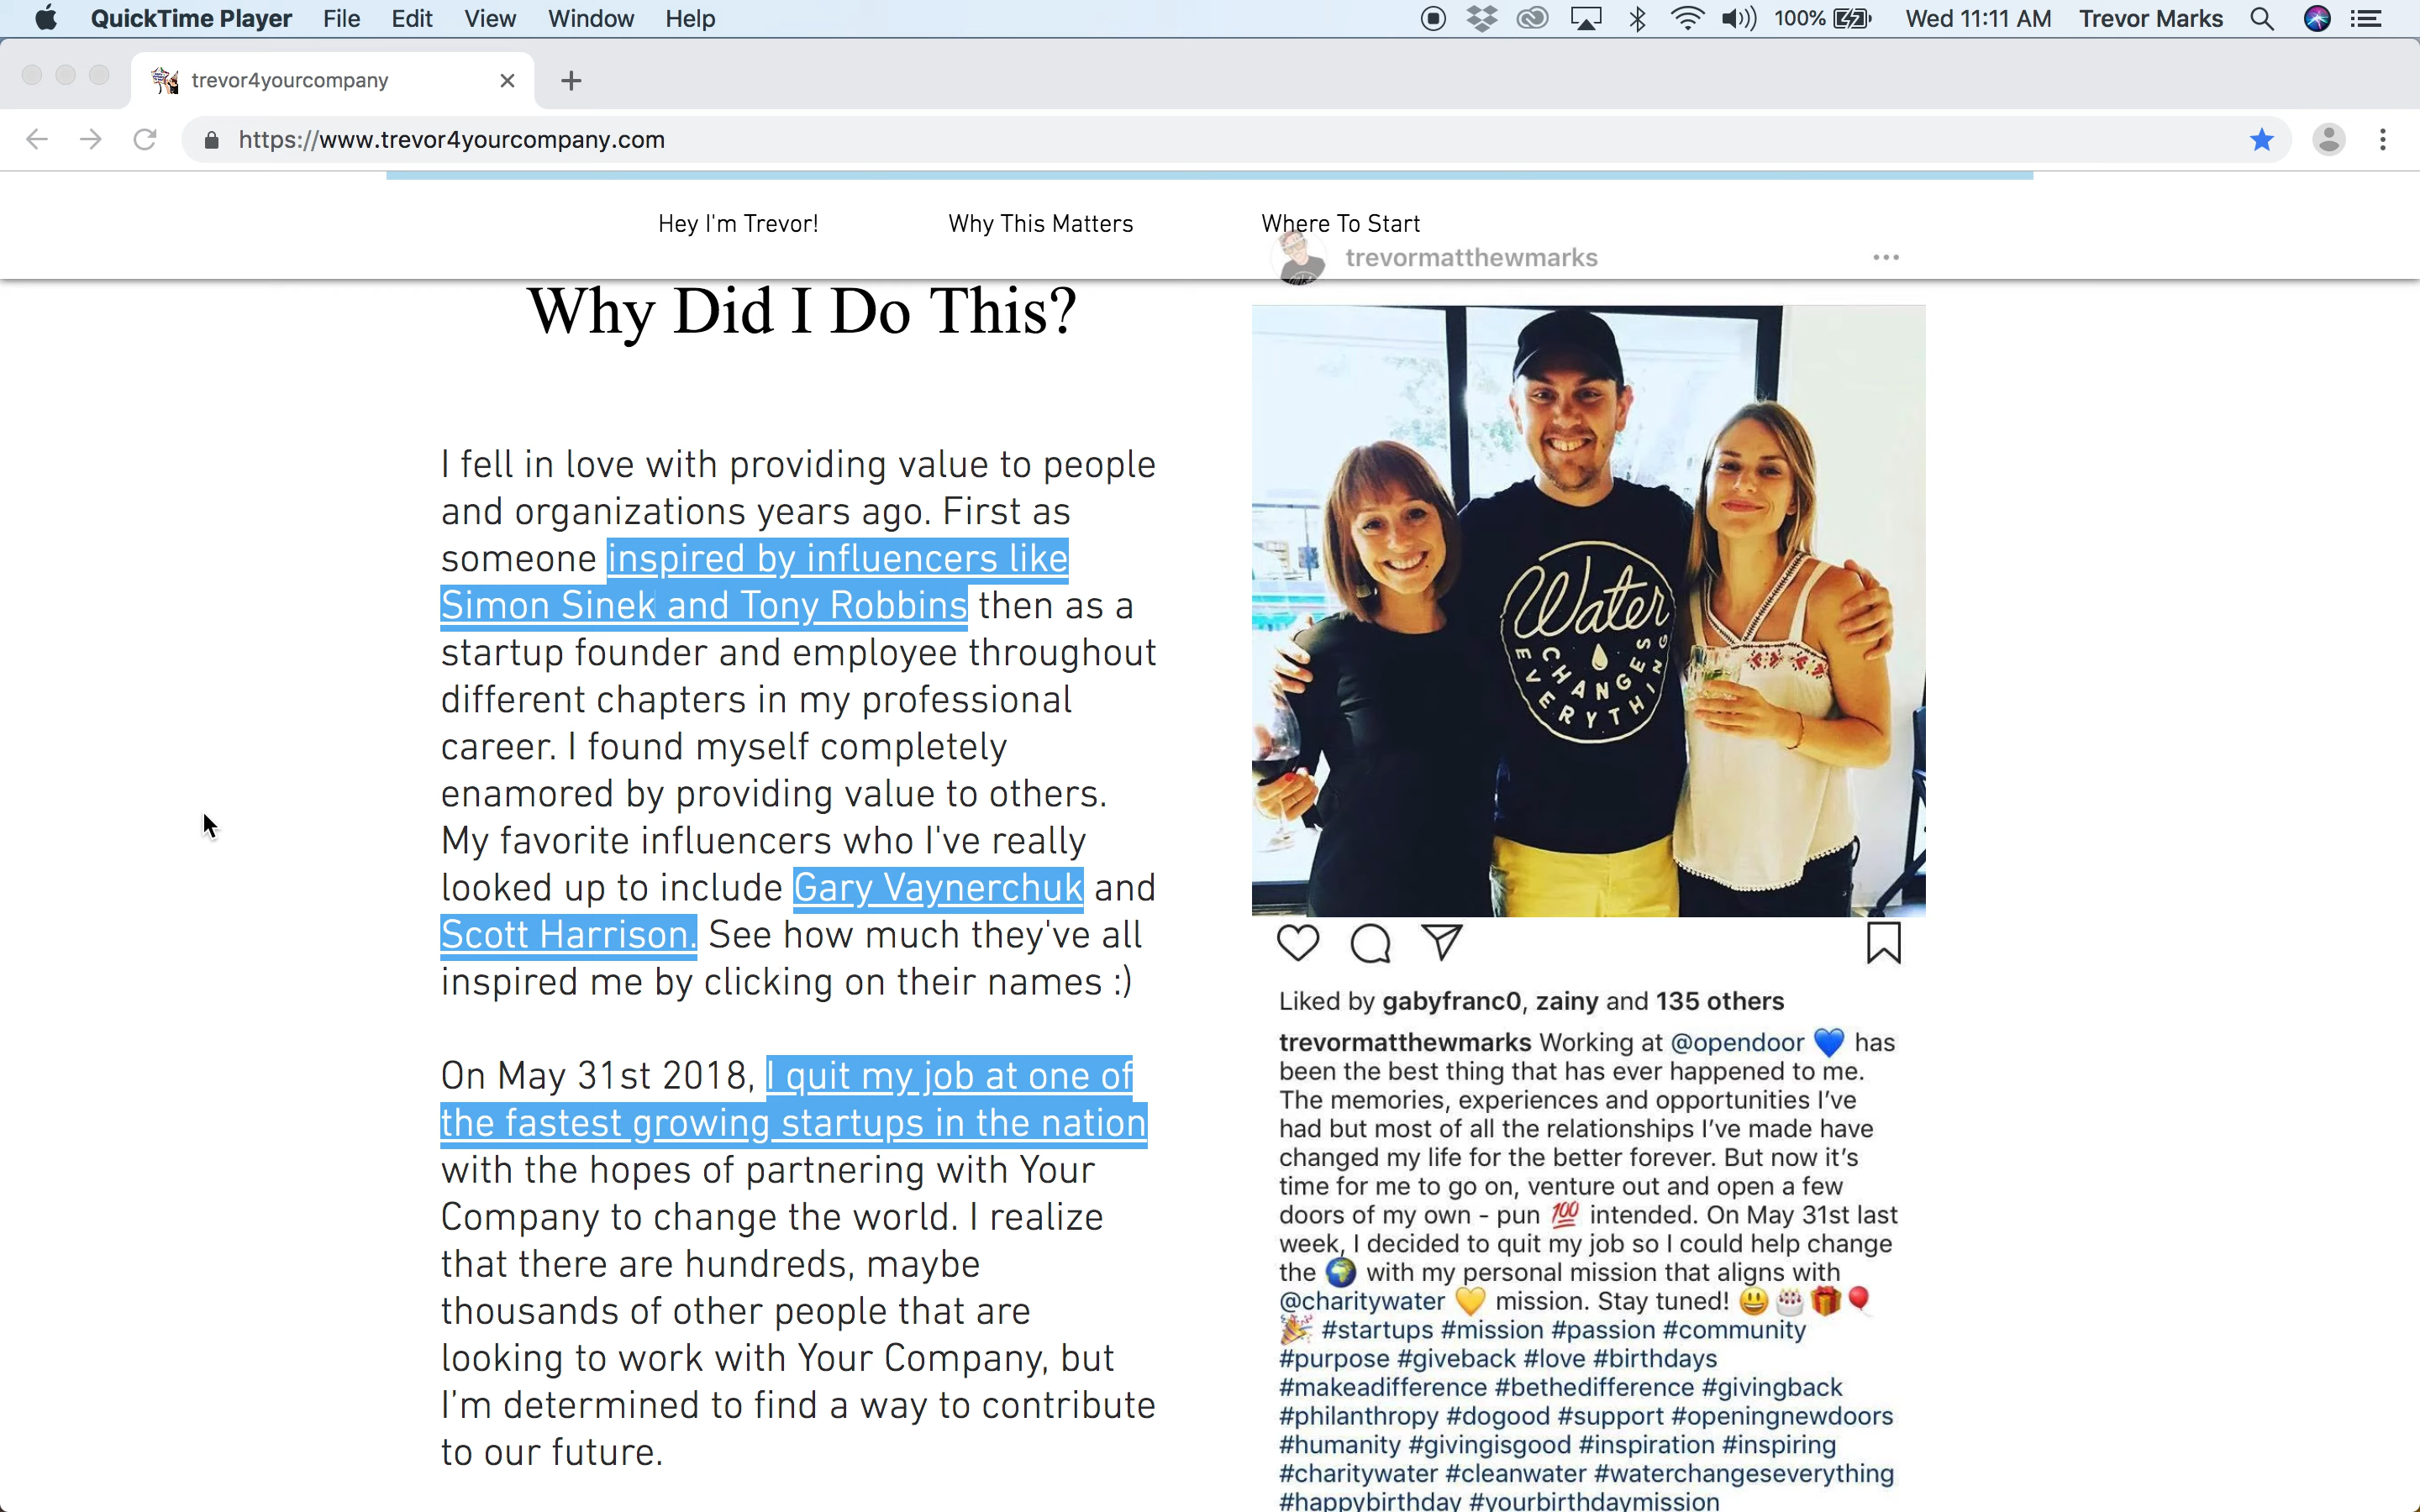 QuickTime Player File Edit View Window Help 100% Wed 11:11 AM Trevor Marks
trevor4yourcompany
https://www.trevor4yourcompany.com
Hey I'm Trevor! Why This Matters Where To Start
trevormatthewmarks
Why Did I Do This?
I fell in love with providing value to people
and organizations years ago. First as
someone inspired by influencers like
Simon Sinek and Tony Robbins then as a
startup founder and employee throughout
different chapters in my professional
career. I found myself completely
enamored by providing value to others.
My favorite influencers who I've really
looked up to include Gary Vaynerchuk and
Scott Harrison. See how much they've all
inspired me by clicking on their names :)
On May 31st 2018, I quit my job at one of
the fastest growing startups in the nation
with the hopes of partnering with Your
Company to change the world. I realize
that there are hundreds, maybe
thousands of other people that are
looking to work with Your Company, but
I'm determined to find a way to contribute
to our future.
Water
CHANGES
EVERYTHING
Liked by gabyfranc0, zainy and 135 others
trevormatthewmarks Working at @opendoor 💙 has
been the best thing that has ever happened to me.
The memories, experiences and opportunities I've
had but most of all the relationships I've made have
changed my life for the better forever. But now it's
time for me to go on, venture out and open a few
doors of my own - pun 💯 intended. On May 31st last
week, I decided to quit my job so I could help change
the 🌍 with my personal mission that aligns with
@charitywater 💛 mission. Stay tuned! 😃🎂🎁🎈
🎉 #startups #mission #passion #community
#purpose #giveback #love #birthdays
#makeadifference #bethedifference #givingback
#philanthropy #dogood #support #openingnewdoors
#humanity #givingisgood #inspiration #inspiring
#charitywater #cleanwater #waterchangeseverything
#happybirthday #yourbirthdaymission